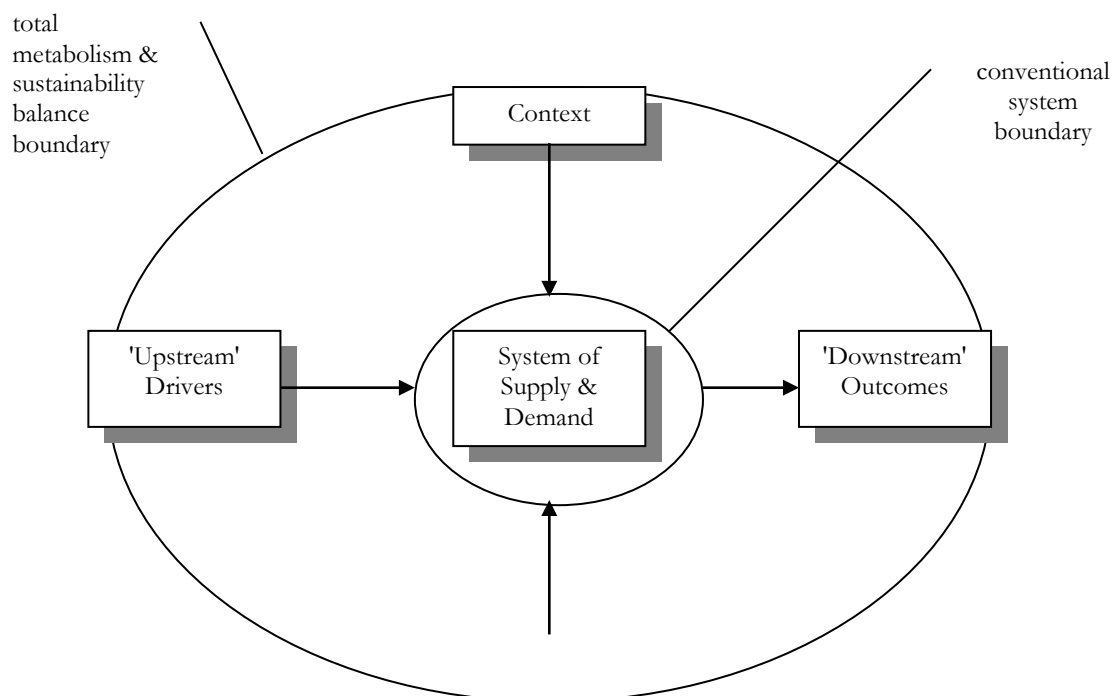 total
metabolism &
sustainability
balance
boundary
conventional
system
boundary
Context
'Upstream'
Drivers
System of
Supply &
Demand
'Downstream'
Outcomes